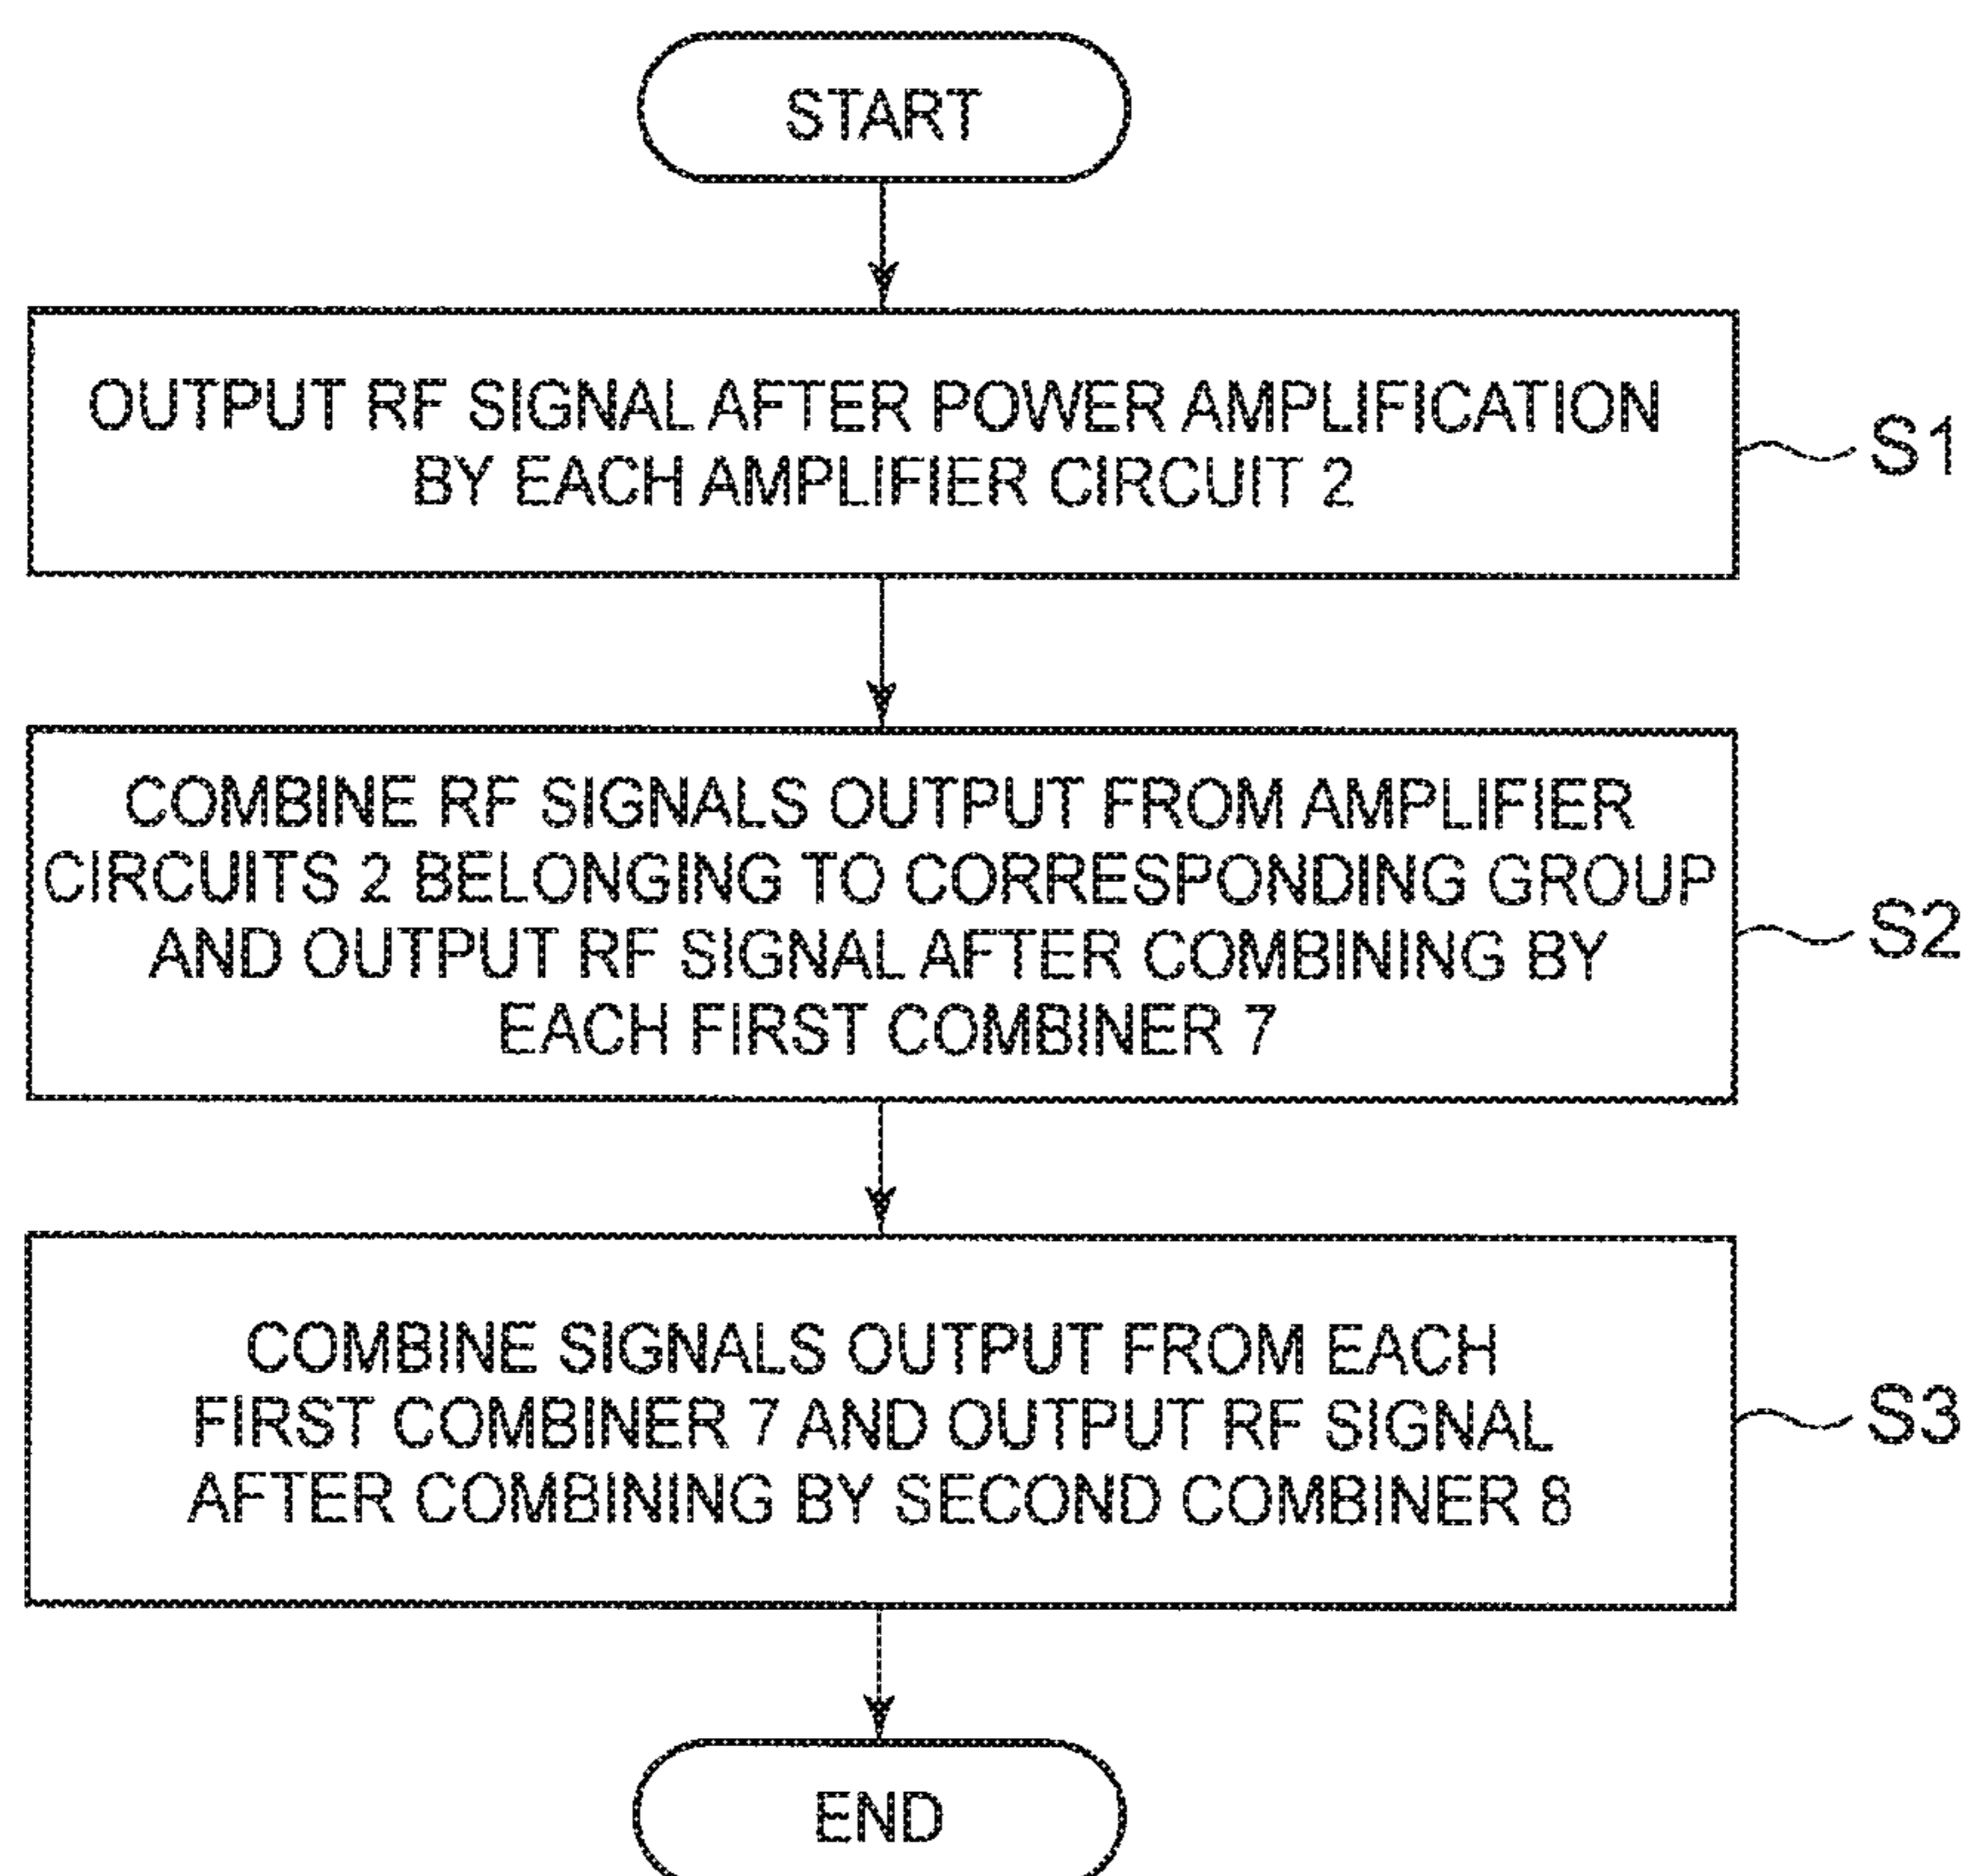 START
OUTPUT RF SIGNAL AFTER POWER AMPLIFICATION
BY EACH AMPLIFIER CIRCUIT 2
S1
COMBINE RF SIGNALS OUTPUT FROM AMPLIFIER
CIRCUITS 2 BELONGING TO CORRESPONDING GROUP
AND OUTPUT RF SIGNAL AFTER COMBINING BY
EACH FIRST COMBINER 7
S2
COMBINE SIGNALS OUTPUT FROM EACH
FIRST COMBINER 7 AND OUTPUT RF SIGNAL
AFTER COMBINING BY SECOND COMBINER 8
S3
END